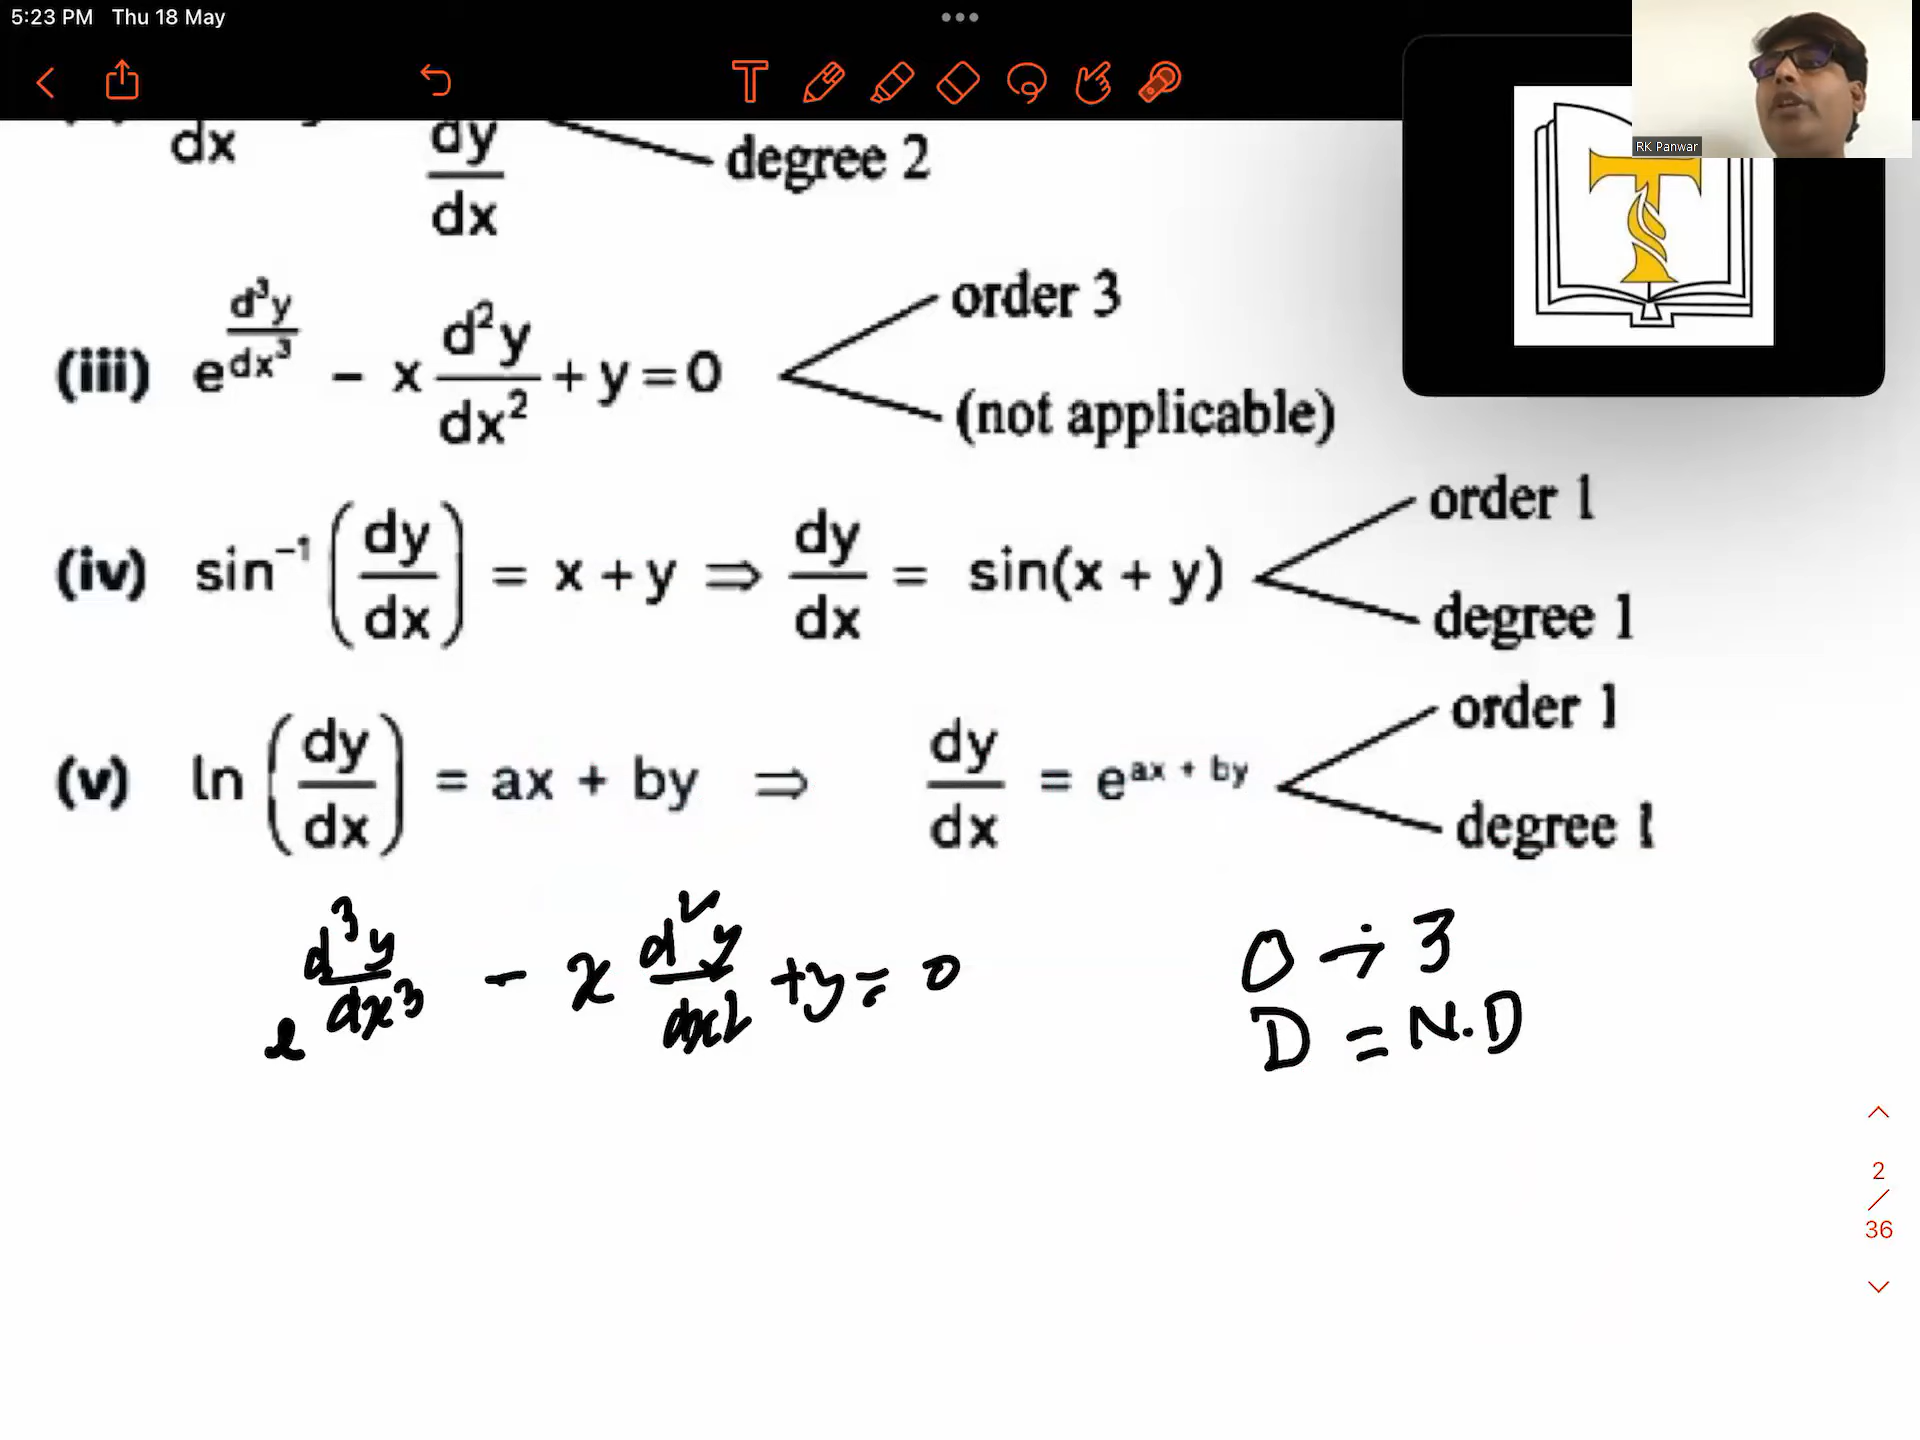 5:23 PM Thu 18 May
RK Panwar
dx dy/dx degree 2
(iii) e^(d³y/dx³) − x d²y/dx² + y = 0 order 3
(not applicable)
(iv) sin⁻¹(dy/dx) = x + y ⇒ dy/dx = sin(x + y) order 1
degree 1
(v) ln(dy/dx) = ax + by ⇒ dy/dx = e^(ax + by) order 1
degree 1
e^(d³y/dx³) − x d²y/dx² + y = 0 O ÷ 3
D = N.D
2
/
36